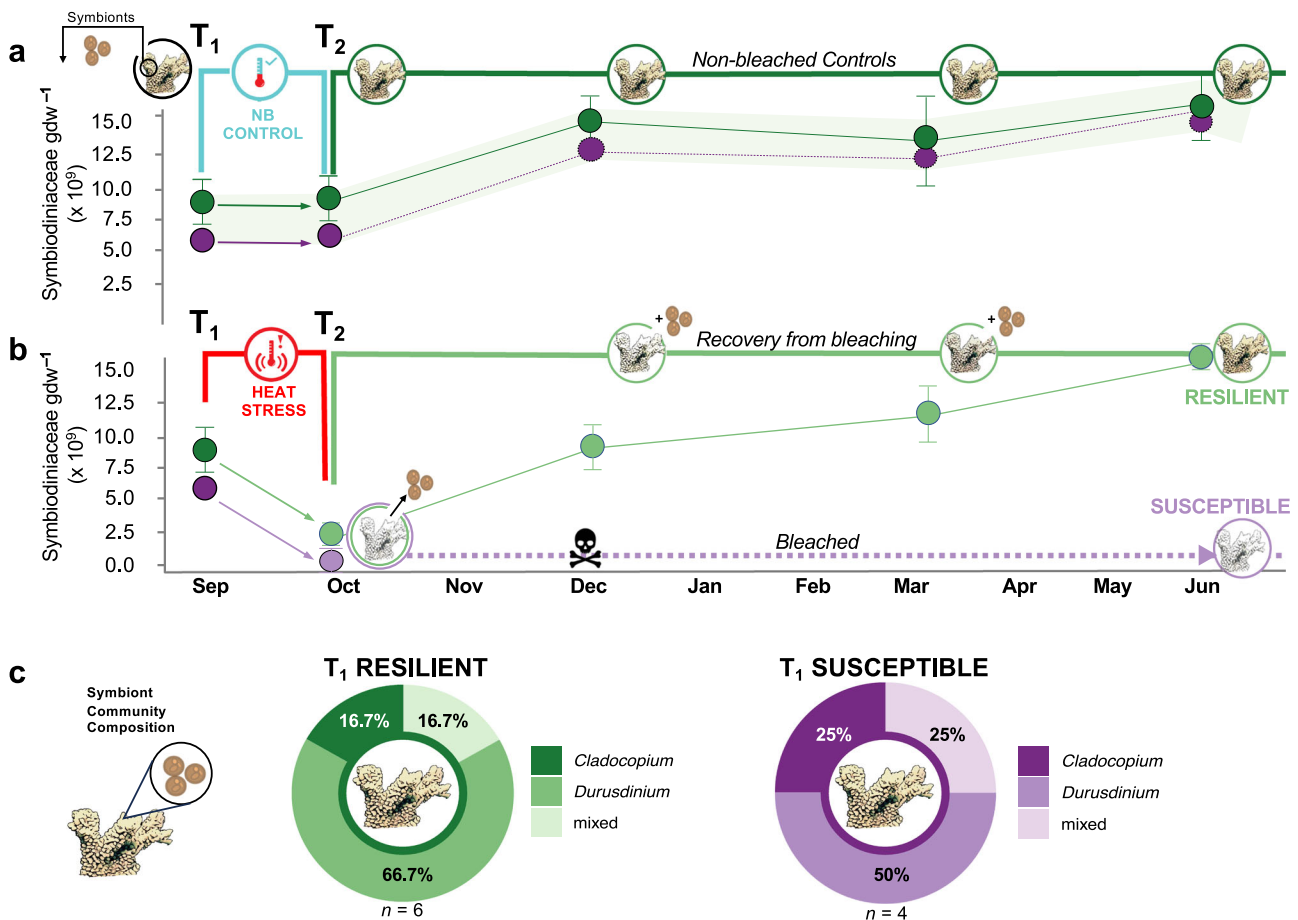 Symbionts
a
T1
T2
NB
CONTROL
Non-bleached Controls
Symbiodiniaceae gdw⁻¹
(x 10⁹)
15.0
12.5
10.0
7.5
5.0
2.5
b
T1
T2
HEAT
STRESS
!
+
Recovery from bleaching
+
RESILIENT
Symbiodiniaceae gdw⁻¹
(x 10⁹)
15.0
12.5
10.0
7.5
5.0
2.5
0.0
SUSCEPTIBLE
Bleached
Sep Oct Nov Dec Jan Feb Mar Apr May Jun
c
Symbiont
Community
Composition
T1 RESILIENT
16.7% 16.7%
66.7%
n = 6
Cladocopium
Durusdinium
mixed
T1 SUSCEPTIBLE
25% 25%
50%
n = 4
Cladocopium
Durusdinium
mixed